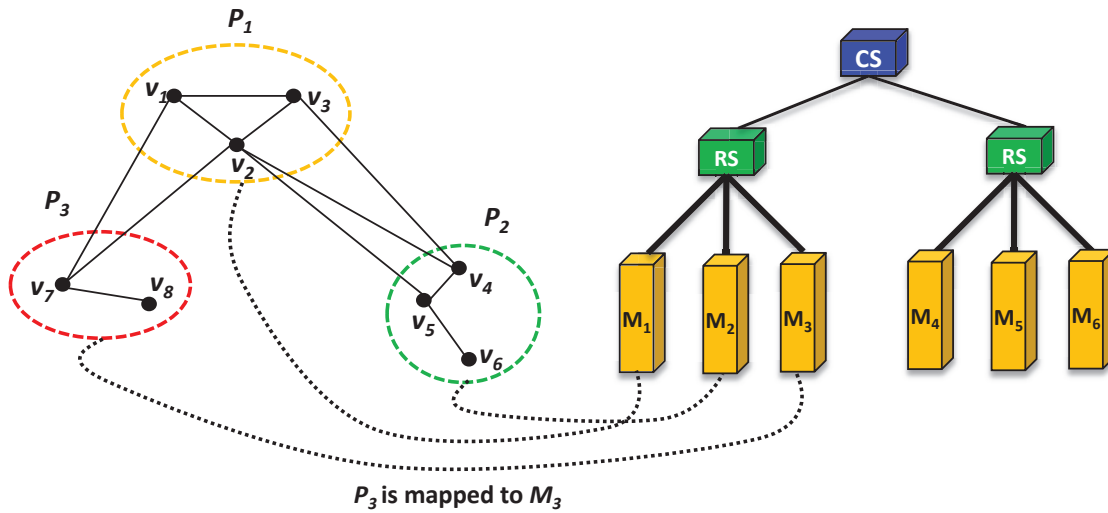 P₁
CS
v₁
v₃
v₂
RS
RS
P₃
P₂
v₇
v₈
v₄
v₅
v₆
M₁
M₂
M₃
M₄
M₅
M₆
P₃ is mapped to M₃